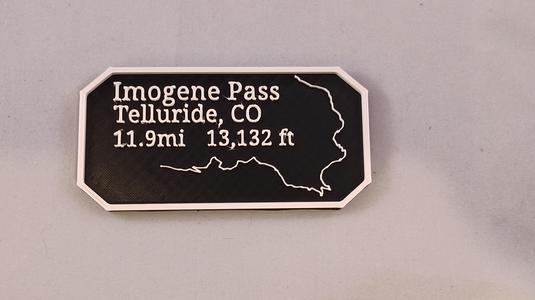 Imogene Pass
Telluride, CO
11.9mi 13,132 ft